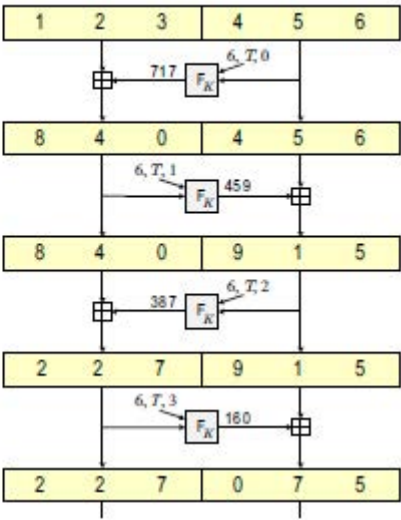 1 2 3 4 5 6
6, T, 0
717 F_K
8 4 0 4 5 6
6, T, 1
F_K 459
8 4 0 9 1 5
6, T, 2
387 F_K
2 2 7 9 1 5
6, T, 3
F_K 160
2 2 7 0 7 5